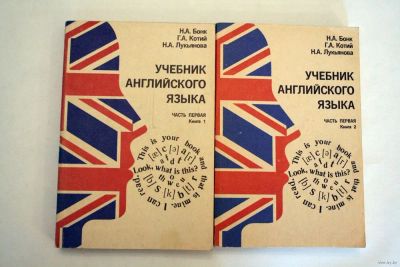 Н.А. Бонк
Г.А. Котий
Н.А. Лукьянова
УЧЕБНИК
АНГЛИЙСКОГО
ЯЗЫКА
ЧАСТЬ ПЕРВАЯ
Книга 1
This is your book and that is mine. I can read.
Look, what is this?
Н.А. Бонк
Г.А. Котий
Н.А. Лукьянова
УЧЕБНИК
АНГЛИЙСКОГО
ЯЗЫКА
ЧАСТЬ ПЕРВАЯ
Книга 2
This is your book and that is mine. I can read.
Look, what is this?